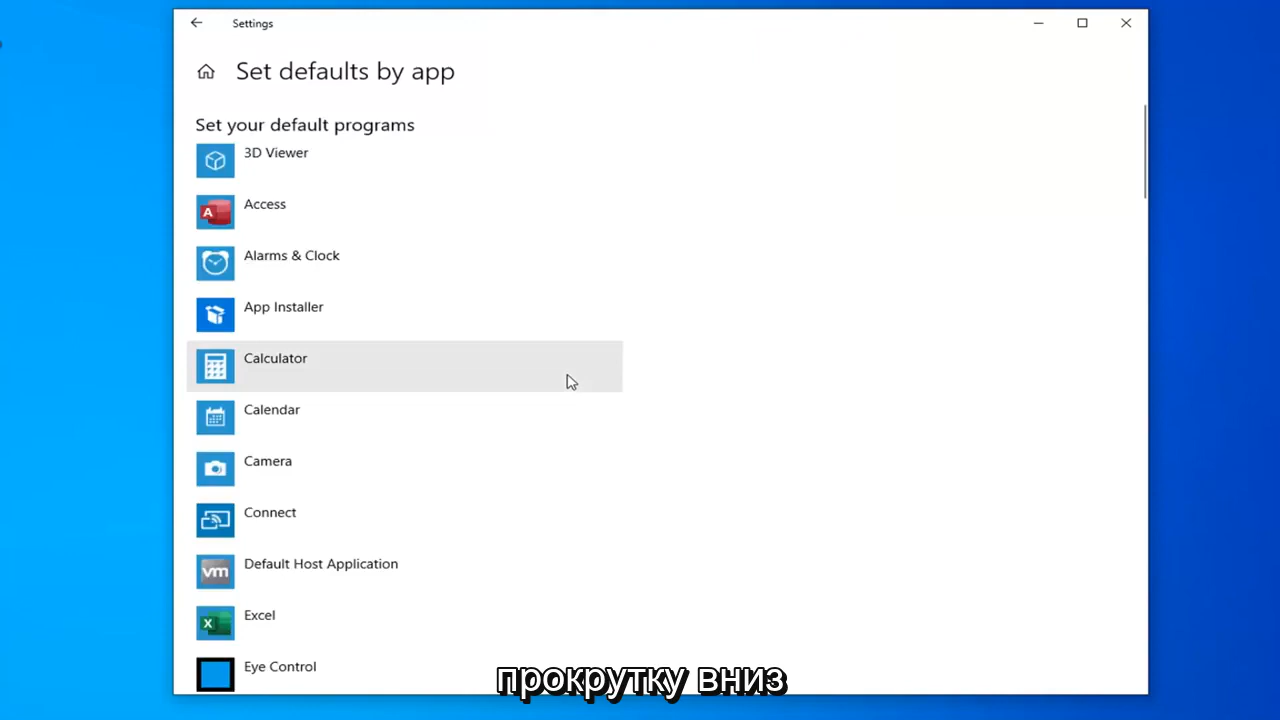 Settings
Set defaults by app
Set your default programs
3D Viewer
A Access
Alarms & Clock
App Installer
Calculator
Calendar
Camera
Connect
vm Default Host Application
X Excel
Eye Control
прокрутку вниз